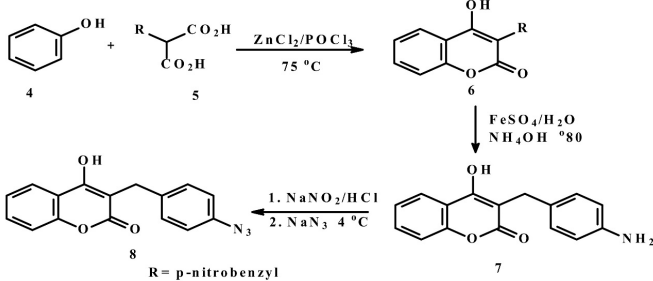 OH
OH
R
CO2H
R
+
ZnCl2/POCl3
CO2H
75 °C
O
O
4
5
6
FeSO4/H2O
NH4OH °80
OH
OH
1. NaNO2/HCl
2. NaN3 4 °C
O
O
N3
O
O
NH2
8
7
R= p-nitrobenzyl